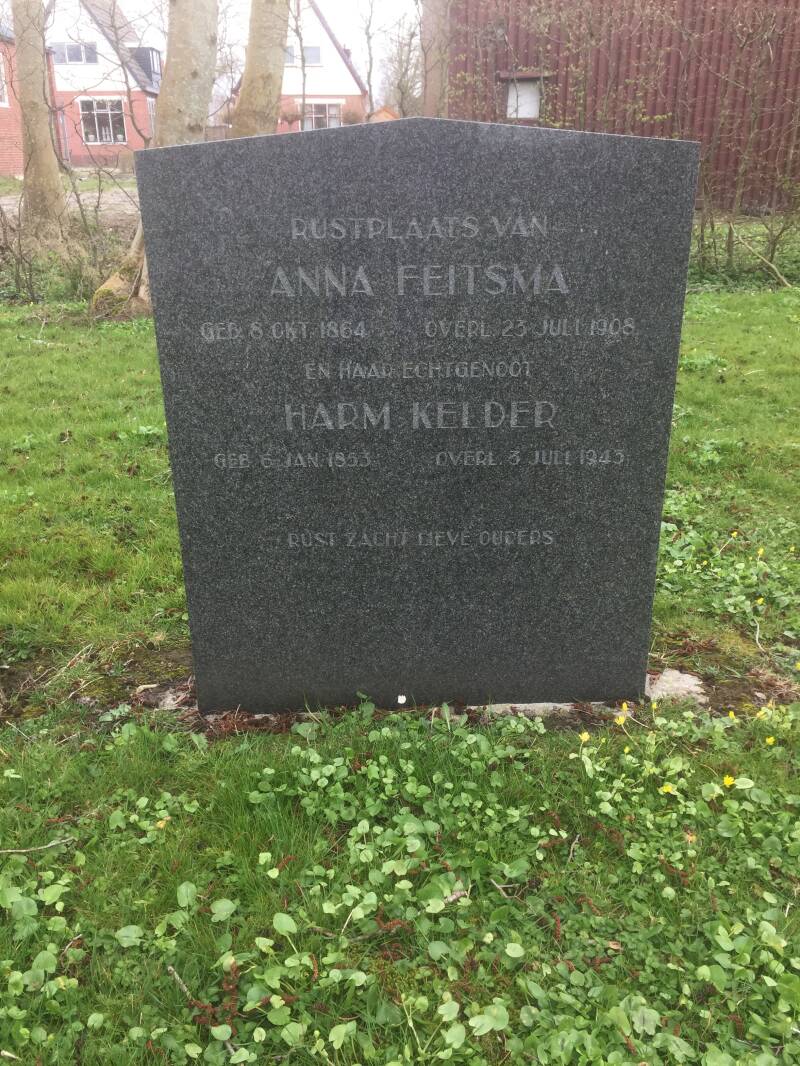 RUSTPLAATS VAN
ANNA FEITSMA
GEB. 8 OKT. 1864 OVERL. 23 JULI 1908
EN HAAR ECHTGENOOT
HARM KELDER
GEB. 6 JAN. 1853 OVERL. 3 JULI 1943
RUST ZACHT LIEVE OUDERS